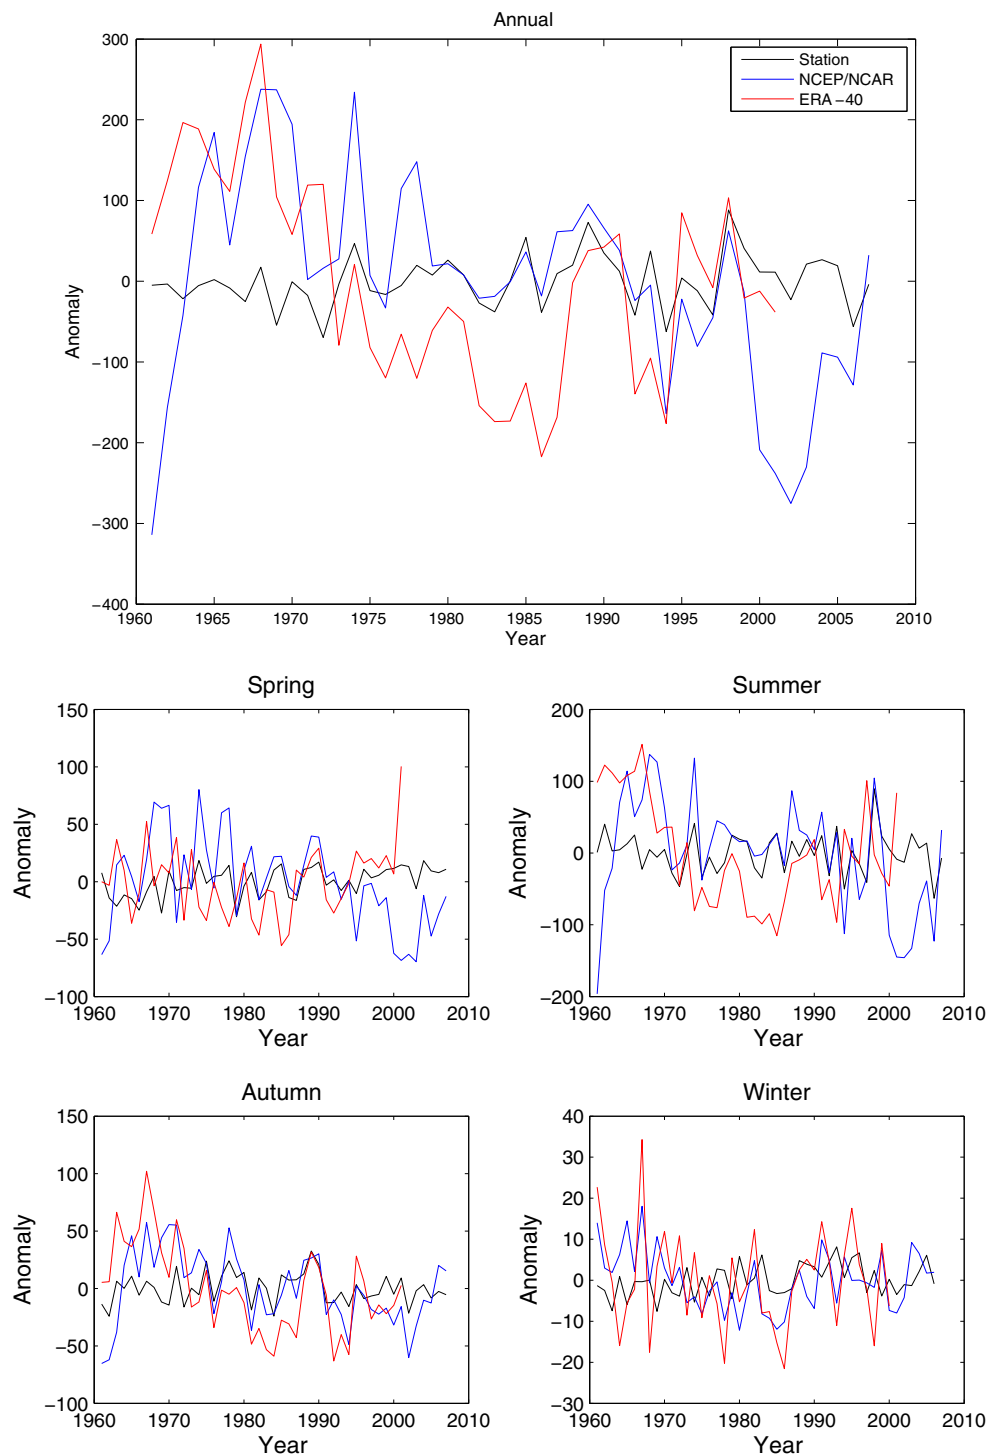 Annual
300
200
100
0
−100
−200
−300
−400
Anomaly
Station
NCEP/NCAR
ERA −40
1960 1965 1970 1975 1980 1985 1990 1995 2000 2005 2010
Year
Spring
150
100
50
0
−50
−100
Anomaly
1960 1970 1980 1990 2000 2010
Year
Summer
200
100
0
−100
−200
Anomaly
1960 1970 1980 1990 2000 2010
Year
Autumn
150
100
50
0
−50
−100
Anomaly
1960 1970 1980 1990 2000 2010
Year
Winter
40
30
20
10
0
−10
−20
−30
Anomaly
1960 1970 1980 1990 2000 2010
Year